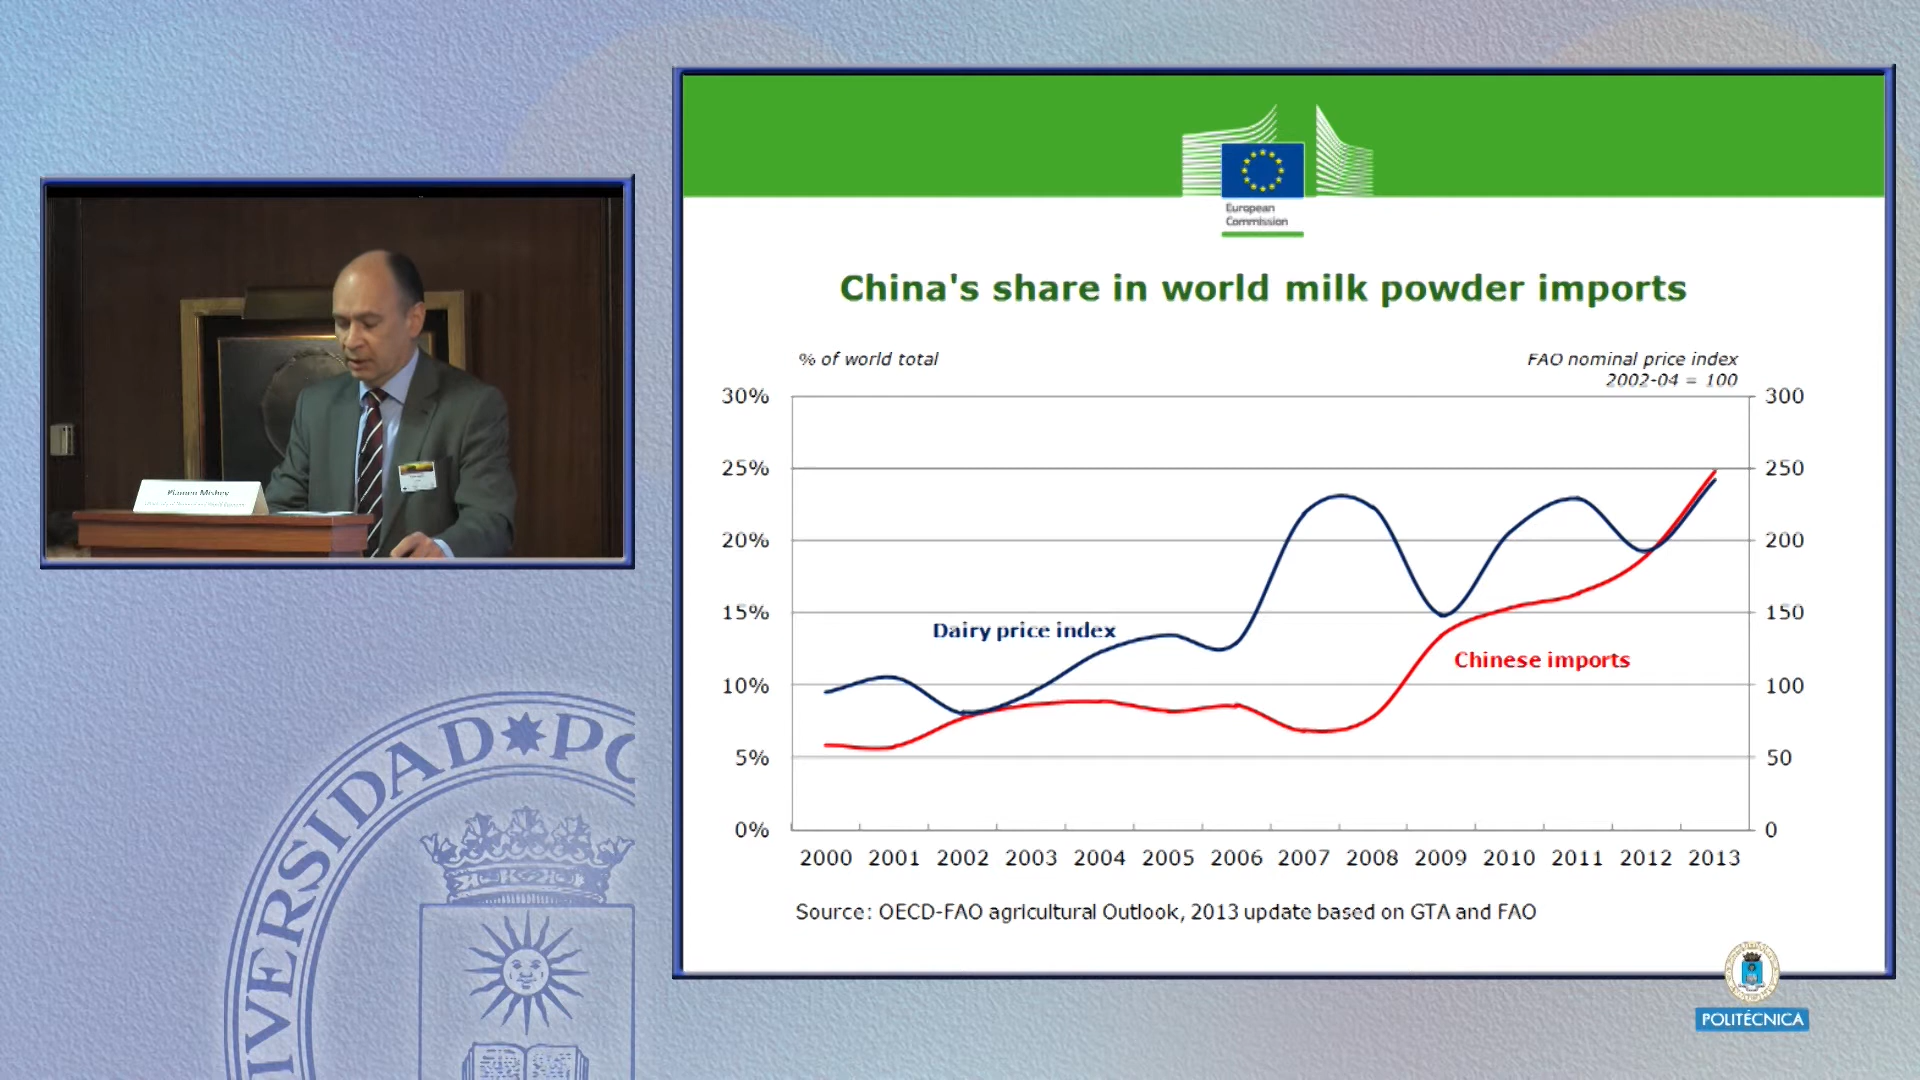 European
Commission
China's share in world milk powder imports
% of world total
FAO nominal price index
2002-04 = 100
30%
25%
20%
15%
10%
5%
0%
300
250
200
150
100
50
0
Dairy price index
Chinese imports
2000 2001 2002 2003 2004 2005 2006 2007 2008 2009 2010 2011 2012 2013
Source: OECD-FAO agricultural Outlook, 2013 update based on GTA and FAO
Plamen Mishev
VERSIDAD
POLITÉCNICA